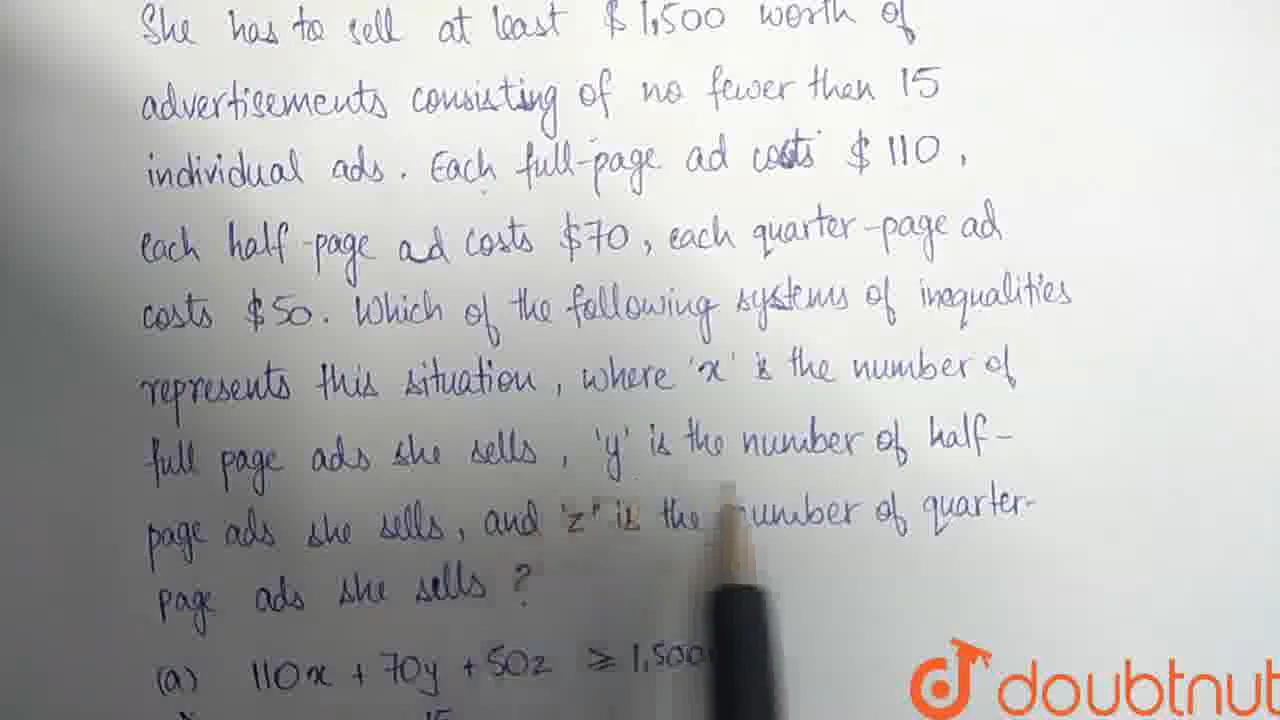 She has to sell at least $ 1,500 worth of
advertisements consisting of no fewer than 15
individual ads. Each full-page ad costs $ 110,
each half-page ad costs $70, each quarter-page ad
costs $50. Which of the following systems of inequalities
represents this situation, where 'x' is the number of
full page ads she sells, 'y' is the number of half-
page ads she sells, and 'z' is the number of quarter-
page ads she sells ?
(a) 110x + 70y + 50z ≥ 1,500
15
doubtnut